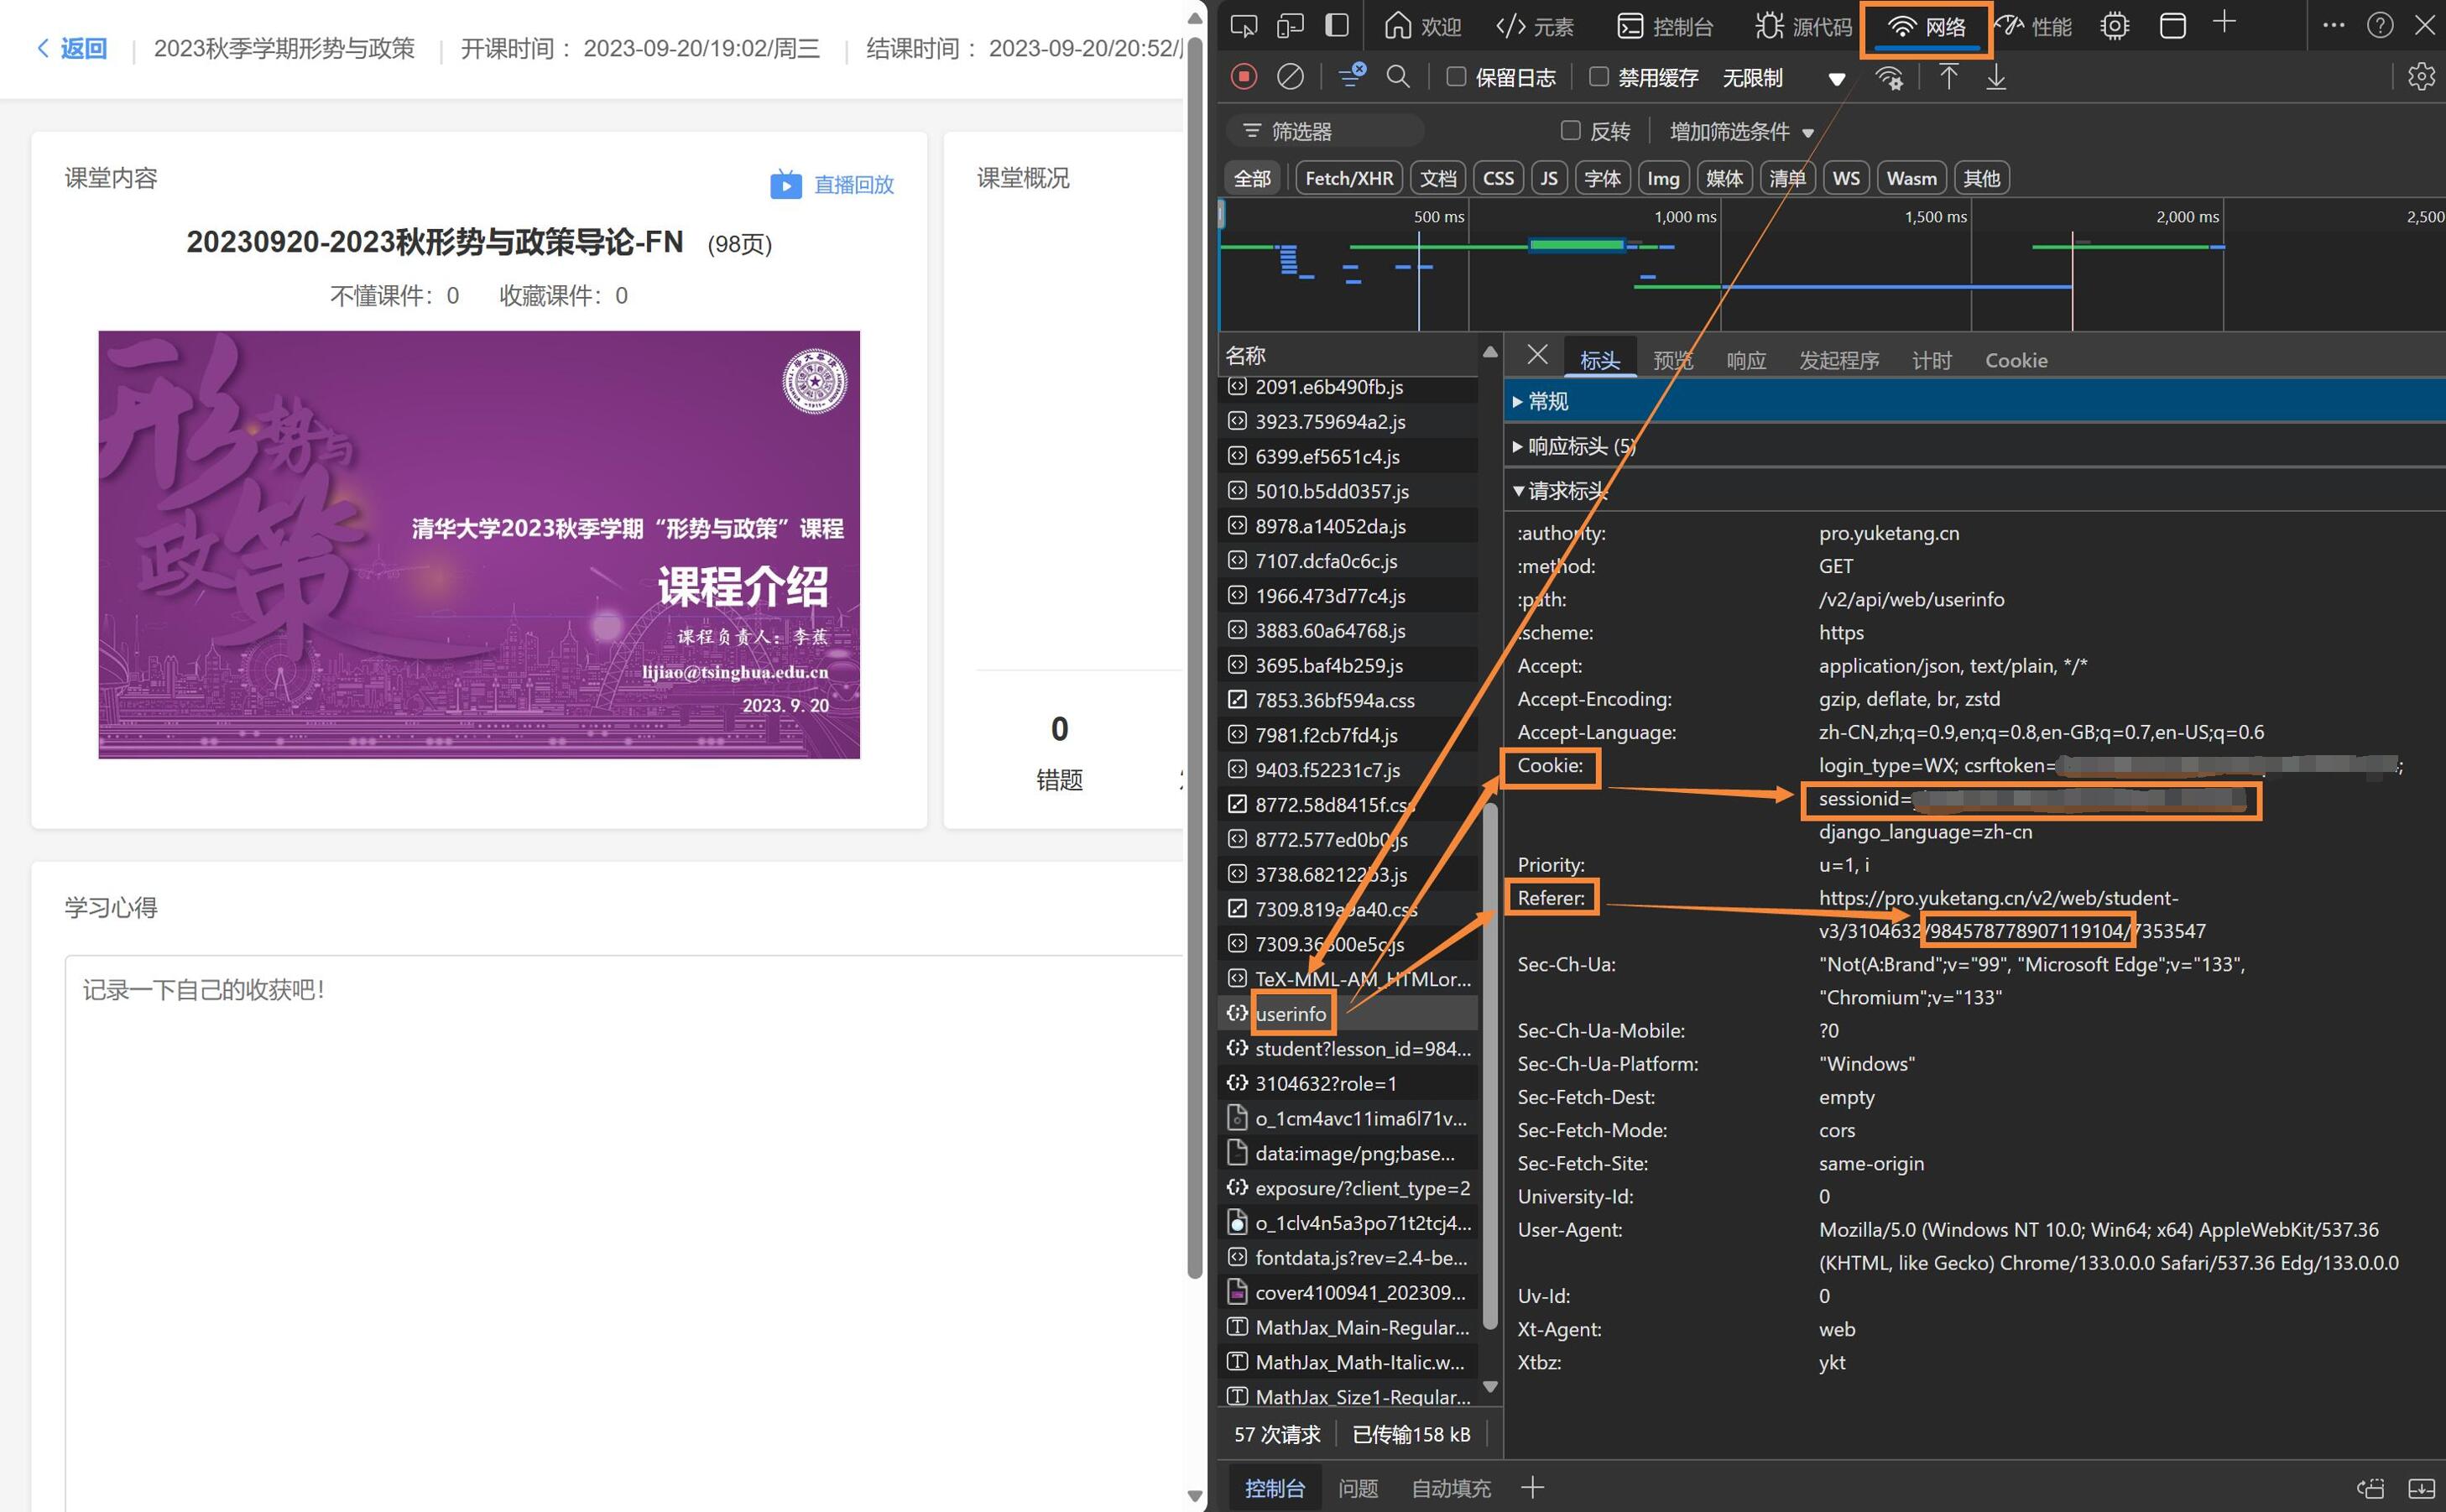 返回 | 2023秋季学期形势与政策 | 开课时间 : 2023-09-20/19:02/周三 | 结课时间 : 2023-09-20/20:52/
课堂内容
直播回放
20230920-2023秋形势与政策导论-FN (98页)
不懂课件: 0 收藏课件: 0
形势与
政策
清华大学2023秋季学期“形势与政策”课程
课程介绍
课程负责人: 李蕉
lijiao@tsinghua.edu.cn
2023. 9. 20
课堂概况
0
错题
学习心得
记录一下自己的收获吧!
欢迎 元素 控制台 源代码 网络 性能
保留日志 禁用缓存 无限制
筛选器 反转 增加筛选条件
全部 Fetch/XHR 文档 CSS JS 字体 Img 媒体 清单 WS Wasm 其他
500 ms 1,000 ms 1,500 ms 2,000 ms 2,500
名称
2091.e6b490fb.js
3923.759694a2.js
6399.ef5651c4.js
5010.b5dd0357.js
8978.a14052da.js
7107.dcfa0c6c.js
1966.473d77c4.js
3883.60a64768.js
3695.baf4b259.js
7853.36bf594a.css
7981.f2cb7fd4.js
9403.f52231c7.js
8772.58d8415f.css
8772.577ed0b0.js
7309.819a9a40.css
TeX-MML-AM_HTMLor...
userinfo
student?lesson_id=984...
3104632?role=1
o_1cm4avc11ima6l71v...
data:image/png;base...
exposure/?client_type=2
o_1clv4n5a3po71t2tcj4...
fontdata.js?rev=2.4-be...
cover4100941_202309...
MathJax_Main-Regular...
MathJax_Math-Italic.w...
MathJax_Size1-Regular...
57 次请求 已传输158 kB
标头 预览 响应 发起程序 计时 Cookie
常规
响应标头 (5)
请求标头
:authority: pro.yuketang.cn
:method: GET
:path: /v2/api/web/userinfo
:scheme: https
Accept: application/json, text/plain, */*
Accept-Encoding: gzip, deflate, br, zstd
Accept-Language: zh-CN,zh;q=0.9,en;q=0.8,en-GB;q=0.7,en-US;q=0.6
Cookie: login_type=WX; csrftoken= ;
sessionid=
django_language=zh-cn
Priority: u=1, i
Referer: https://pro.yuketang.cn/v2/web/student-
v3/3104632/984578778907119104/7353547
Sec-Ch-Ua: "Not(A:Brand";v="99", "Microsoft Edge";v="133",
"Chromium";v="133"
Sec-Ch-Ua-Mobile: ?0
Sec-Ch-Ua-Platform: "Windows"
Sec-Fetch-Dest: empty
Sec-Fetch-Mode: cors
Sec-Fetch-Site: same-origin
University-Id: 0
User-Agent: Mozilla/5.0 (Windows NT 10.0; Win64; x64) AppleWebKit/537.36
(KHTML, like Gecko) Chrome/133.0.0.0 Safari/537.36 Edg/133.0.0.0
Uv-Id: 0
Xt-Agent: web
Xtbz: ykt
控制台 问题 自动填充